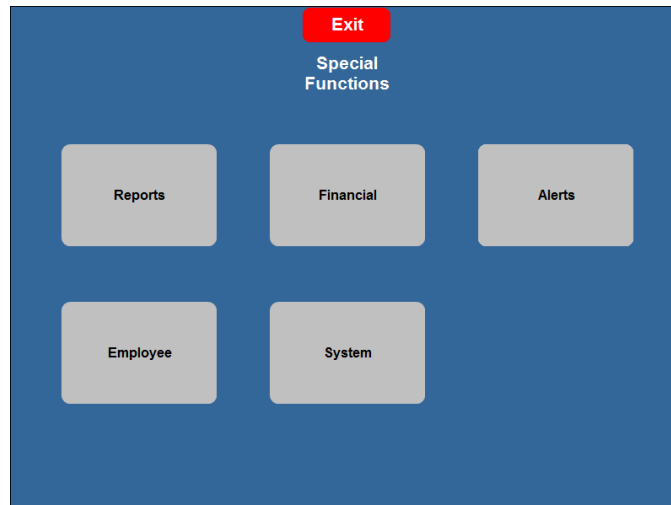 Exit
Special
Functions
Reports
Financial
Alerts
Employee
System